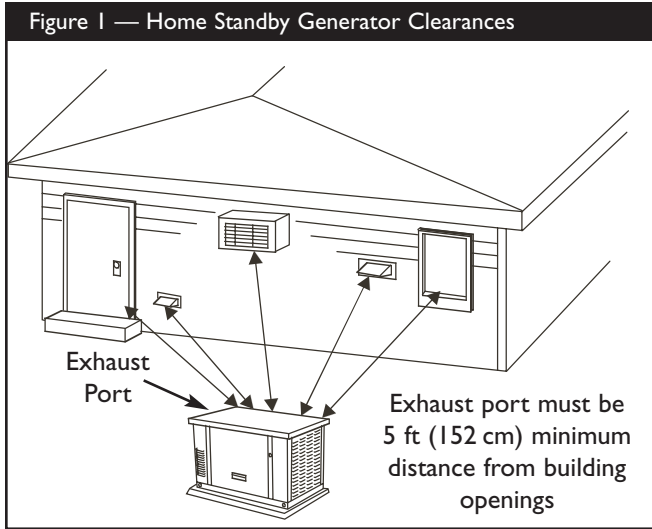 Figure 1 — Home Standby Generator Clearances
Exhaust
Port
Exhaust port must be
5 ft (152 cm) minimum
distance from building
openings